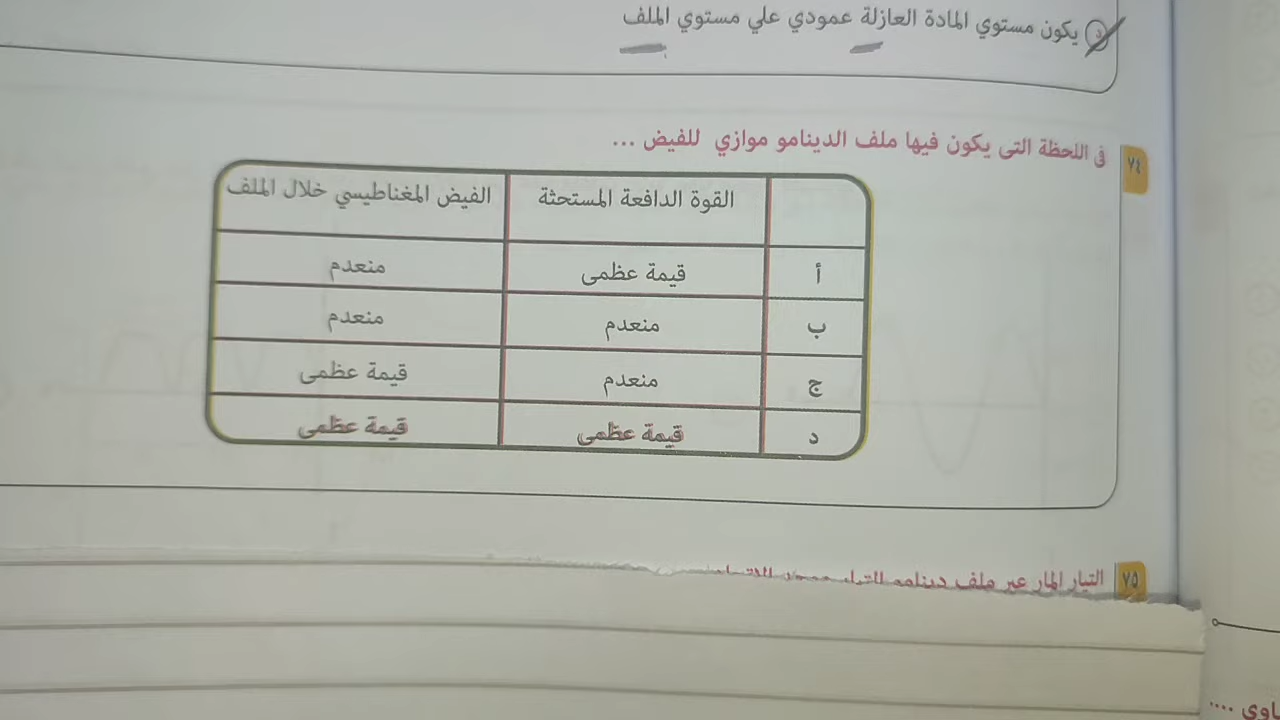 د يكون مستوي المادة العازلة عمودي علي مستوي الملف
٧٤ في اللحظة التى يكون فيها ملف الدينامو موازي للفيض ...
القوة الدافعة المستحثة الفيض المغناطيسي خلال الملف
أ قيمة عظمى منعدم
ب منعدم منعدم
ج منعدم قيمة عظمى
د قيمة عظمى قيمة عظمى
٧٥ التيار المار عبر ملف دينامو
اوي ....